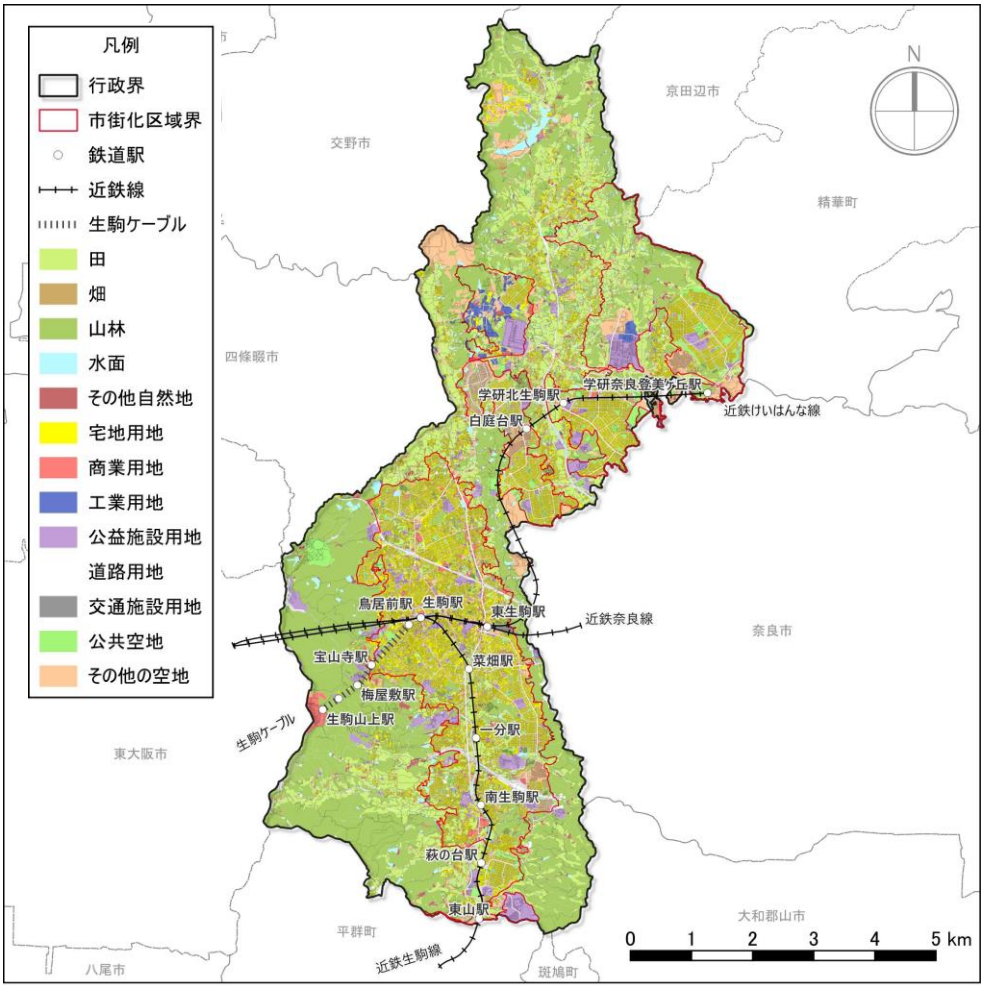 凡例
行政界
市街化区域界
鉄道駅
近鉄線
生駒ケーブル
田
畑
山林
水面
その他自然地
宅地用地
商業用地
工業用地
公益施設用地
道路用地
交通施設用地
公共空地
その他の空地
市
N
京田辺市
交野市
精華町
四條畷市
学研奈良登美ヶ丘駅
学研北生駒駅
近鉄けいはんな線
白庭台駅
鳥居前駅
生駒駅
東生駒駅
近鉄奈良線
奈良市
宝山寺駅
菜畑駅
梅屋敷駅
生駒山上駅
生駒ケーブル
一分駅
東大阪市
南生駒駅
萩の台駅
東山駅
平群町
大和郡山市
近鉄生駒線
八尾市
斑鳩町
0 1 2 3 4 5 km